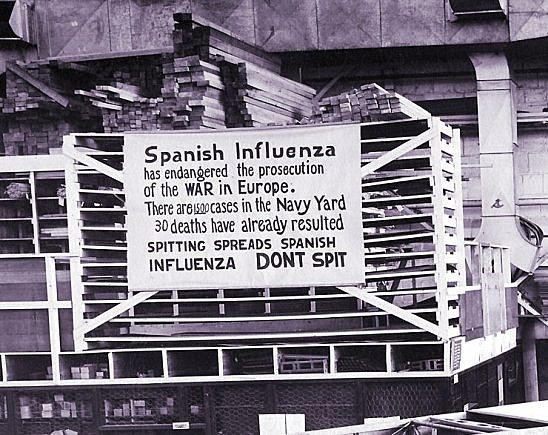 Spanish Influenza
has endangered the prosecution
of the WAR in Europe.
There are 1500 cases in the Navy Yard
30 deaths have already resulted
SPITTING SPREADS SPANISH
INFLUENZA DONT SPIT